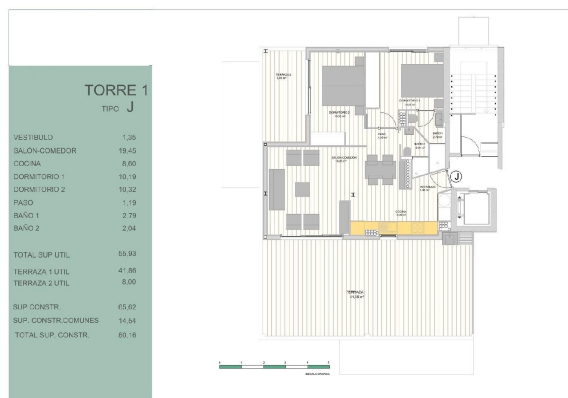 TORRE 1
TIPO J
VESTIBULO 1,35
SALÓN-COMEDOR 19,45
COCINA 8,60
DORMITORIO 1 10,19
DORMITORIO 2 10,32
PASO 1,19
BAÑO 1 2,79
BAÑO 2 2,04
TOTAL SUP UTIL 55,93
TERRAZA 1 UTIL 41,86
TERRAZA 2 UTIL 8,00
SUP CONSTR. 65,62
SUP. CONSTR.COMUNES 14,54
TOTAL SUP. CONSTR. 80,16
J
TERRAZA